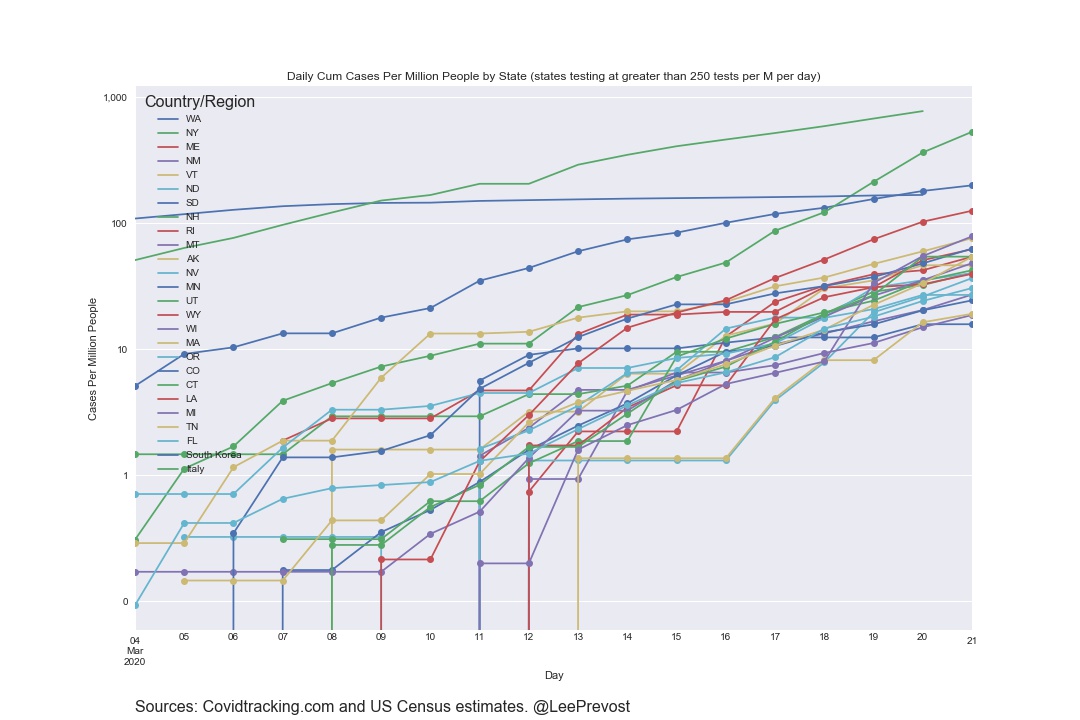 Daily Cum Cases Per Million People by State (states testing at greater than 250 tests per M per day)
1,000
100
10
1
0
Cases Per Million People
Country/Region
WA
NY
ME
NM
VT
ND
SD
NH
RI
MT
AK
NV
MN
UT
WY
WI
MA
OR
CO
CT
LA
MI
TN
FL
South Korea
Italy
04 05 06 07 08 09 10 11 12 13 14 15 16 17 18 19 20 21
Mar
2020
Day
Sources: Covidtracking.com and US Census estimates. @LeePrevost